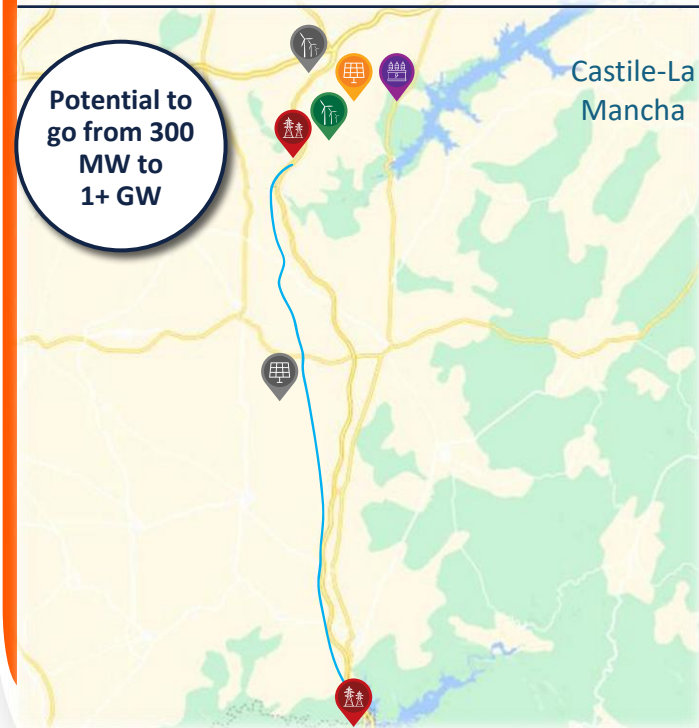 Potential to
go from 300
MW to
1+ GW
Castile-La
Mancha